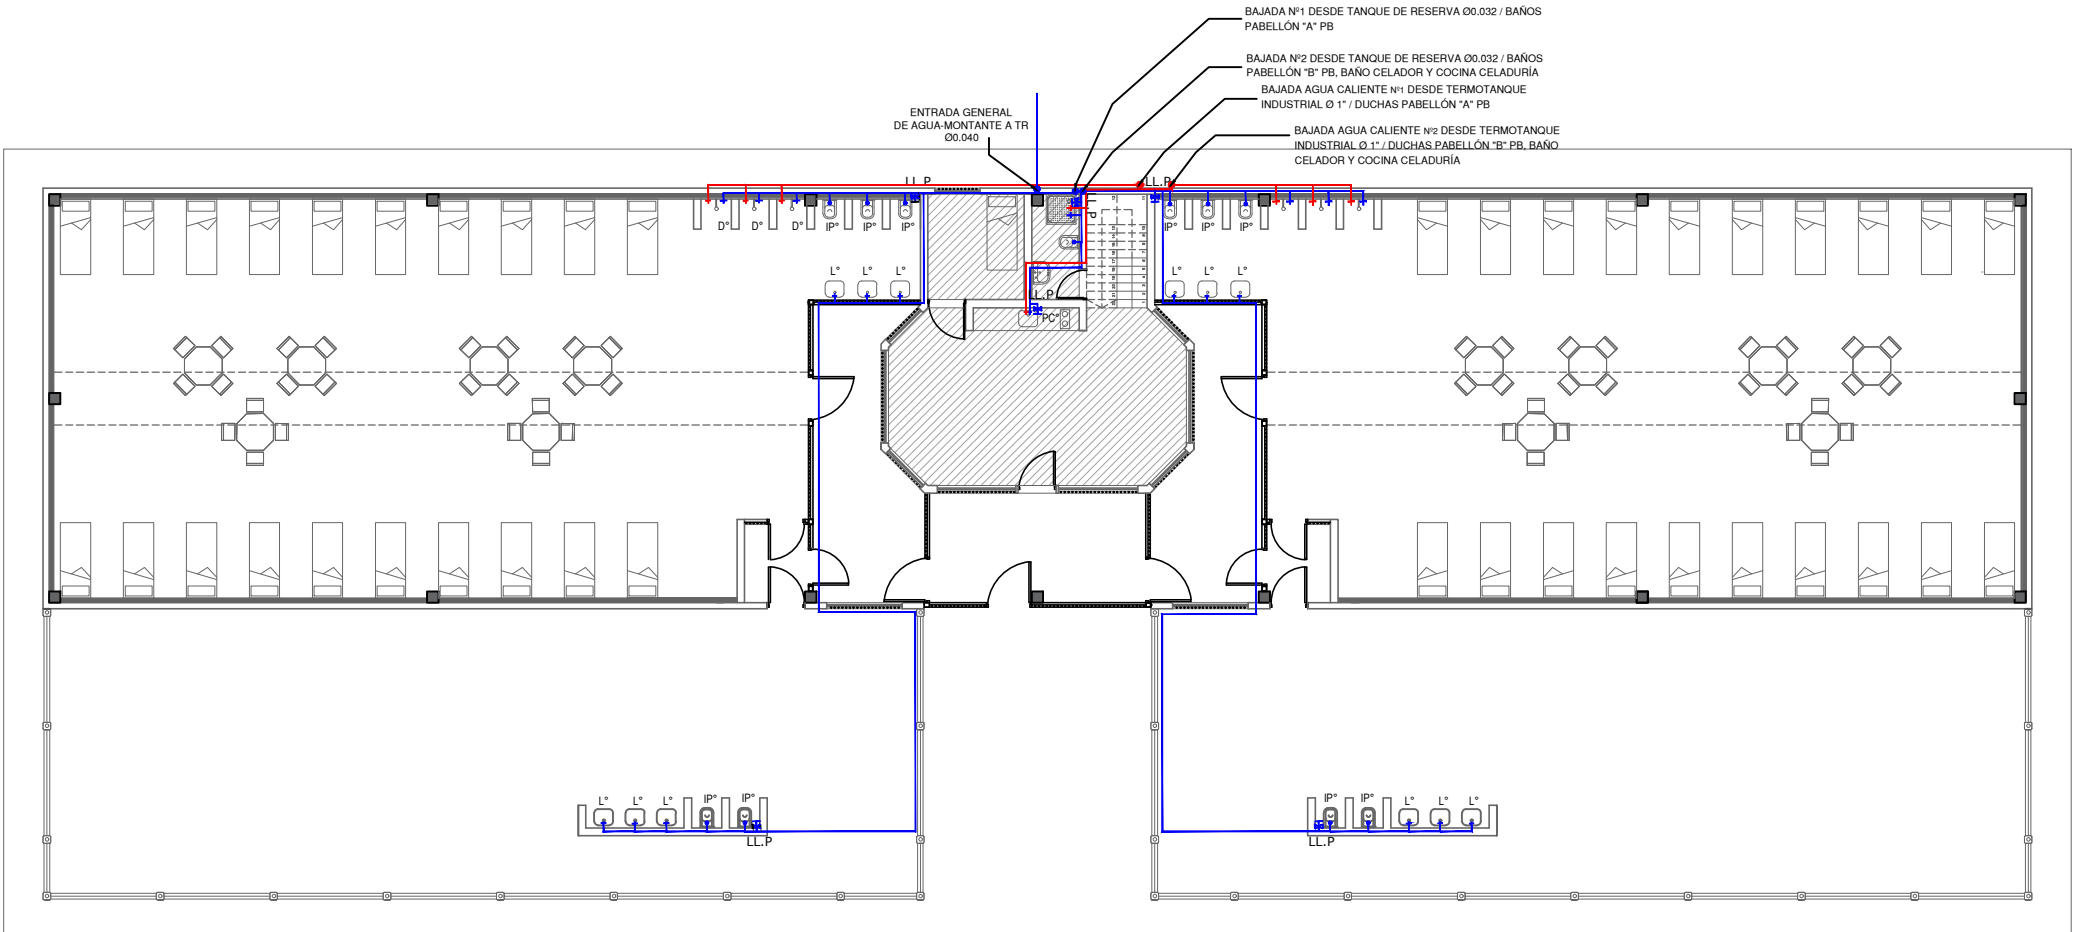 BAJADA Nº1 DESDE TANQUE DE RESERVA Ø0.032 / BAÑOS
PABELLÓN "A" PB
BAJADA Nº2 DESDE TANQUE DE RESERVA Ø0.032 / BAÑOS
PABELLÓN "B" PB, BAÑO CELADOR Y COCINA CELADURÍA
BAJADA AGUA CALIENTE Nº1 DESDE TERMOTANQUE
INDUSTRIAL Ø 1" / DUCHAS PABELLÓN "A" PB
ENTRADA GENERAL
DE AGUA-MONTANTE A TR
Ø0.040
BAJADA AGUA CALIENTE Nº2 DESDE TERMOTANQUE
INDUSTRIAL Ø 1" / DUCHAS PABELLÓN "B" PB, BAÑO
CELADOR Y COCINA CELADURÍA
LL.P
LL.P
LL.P
D° D° D° IP° IP° IP°
IP° IP° IP°
L° L° L°
L° L° L°
LL.P
PC°
L° L° L° IP° IP°
LL.P
IP° IP° L° L° L°
LL.P